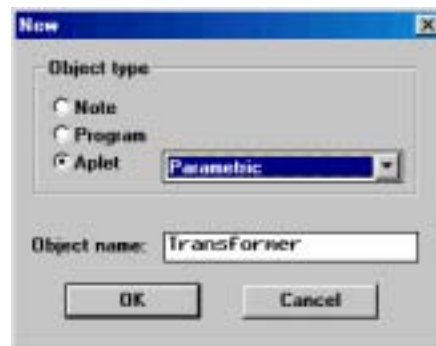 New
Object type
Note
Program
Aplet Parametric
Object name: Transformer
OK Cancel